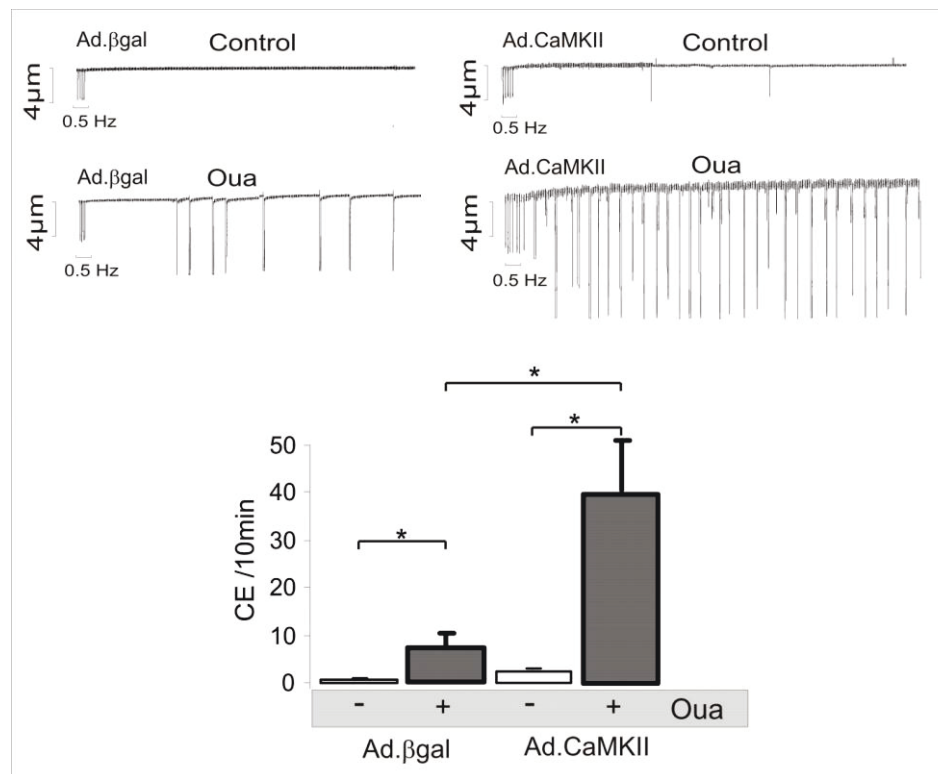 Ad.βgal Control
4μm
0.5 Hz
Ad.CaMKII Control
4μm
0.5 Hz
Ad.βgal Oua
4μm
0.5 Hz
Ad.CaMKII Oua
4μm
0.5 Hz
*
*
*
CE /10min
50
40
30
20
10
0
- + - + Oua
Ad.βgal Ad.CaMKII